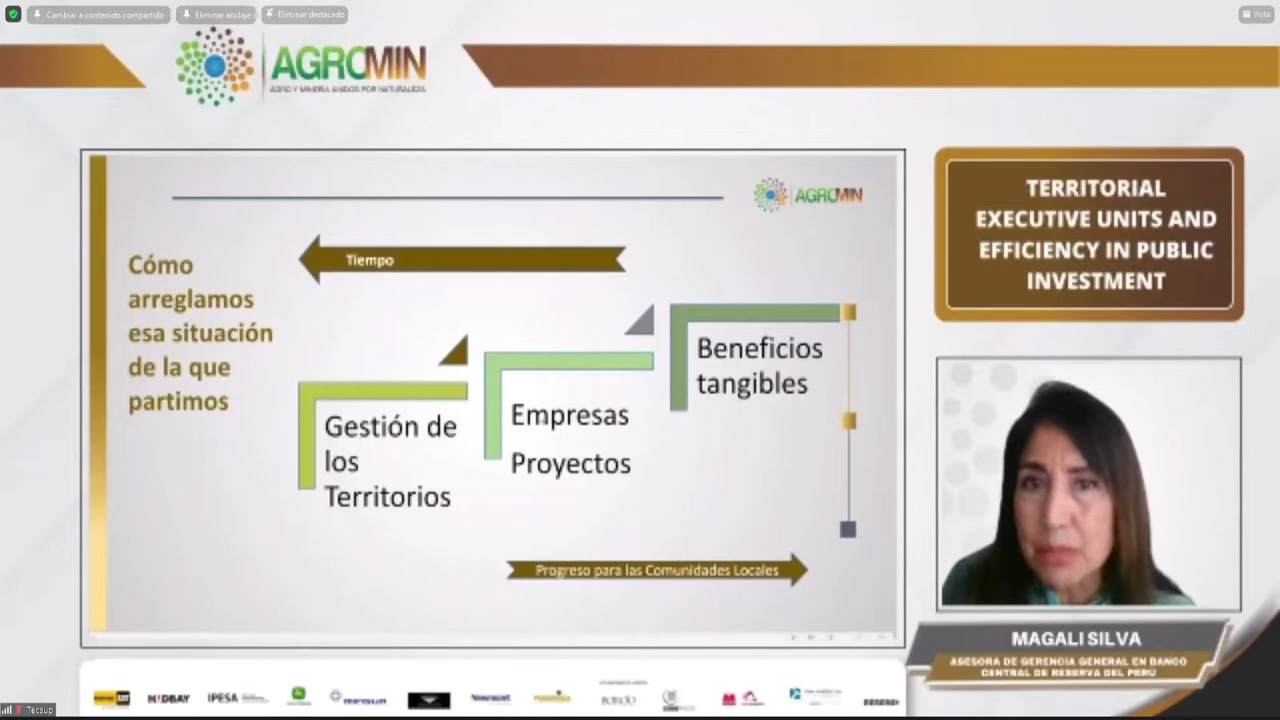 Cambiar a contenido compartido
Eliminar anclaje
Eliminar destacado
Vista
AGROMIN
AGRO Y MINERÍA UNIDOS POR NATURALEZA
AGROMIN
Cómo
arreglamos
esa situación
de la que
partimos
Tiempo
Gestión de
los
Territorios
Empresas
Proyectos
Beneficios
tangibles
Progreso para las Comunidades Locales
TERRITORIAL
EXECUTIVE UNITS AND
EFFICIENCY IN PUBLIC
INVESTMENT
MAGALI SILVA
ASESORA DE GERENCIA GENERAL EN BANCO
CENTRAL DE RESERVA DEL PERÚ
IPESA
Tecsup